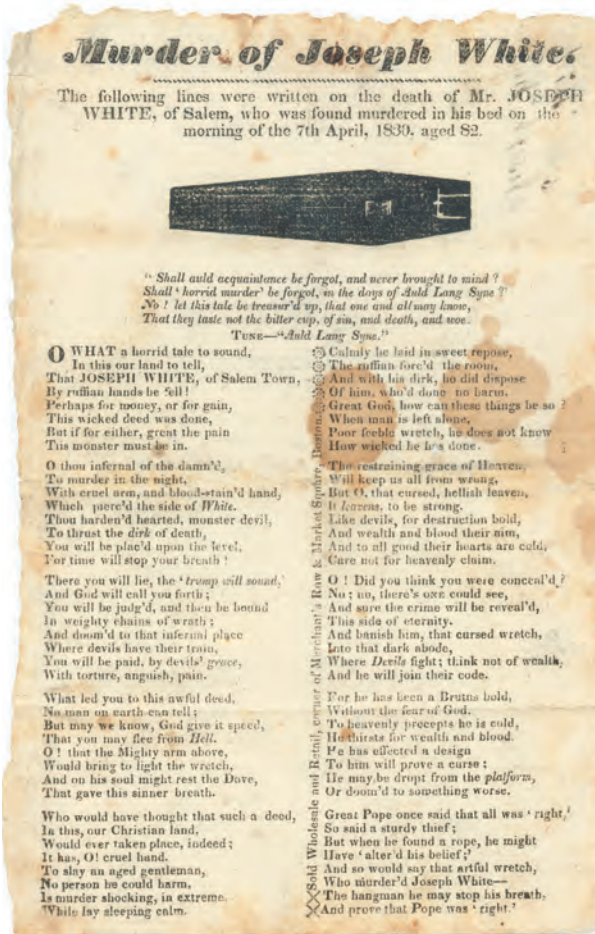 Murder of Joseph White.
The following lines were written on the death of Mr. JOSEPH
WHITE, of Salem, who was found murdered in his bed on the
morning of the 7th April, 1830, aged 82.
" Shall auld acquaintance be forgot, and never brought to mind ?
Shall ' horrid murder' be forgot, in the days of Auld Lang Syne ?'
No ! let this tale be treasur'd up, that one and all may know,
That they taste not the bitter cup, of sin, and death, and woe.
TUNE—"Auld Lang Syne."
O WHAT a horrid tale to sound,
In this our land to tell,
That JOSEPH WHITE, of Salem Town,
By ruffian hands he fell !
Perhaps for money, or for gain,
This wicked deed was done,
But if for either, great the pain
This monster must be in.
O thou infernal of the damn'd,
To murder in the night,
With cruel arm, and blood-stain'd hand,
Which pierc'd the side of White.
Thou harden'd hearted, monster devil,
To thrust the dirk of death,
You will be plac'd upon the level,
For time will stop your breath !
There you will lie, the 'trump will sound,'
And God will call you forth ;
You will be judg'd, and then be bound
In weighty chains of wrath ;
And doom'd to that infernal place
Where devils have their train,
You will be paid, by devils' grace,
With torture, anguish, pain.
What led you to this awful deed,
No man on earth can tell ;
But may we know, God give it speed,
That you may flee from Hell.
O ! that the Mighty arm above,
Would bring to light the wretch,
And on his soul might rest the Dove,
That gave this sinner breath.
Who would have thought that such a deed,
In this, our Christian land,
Would ever taken place, indeed ;
It has, O! cruel hand.
To slay an aged gentleman,
No person he could harm,
Is murder shocking, in extreme.
While lay sleeping calm.
Sold Wholesale and Retail, corner of Merchant's Row & Market Square, Boston.
Calmly he laid in sweet repose,
The ruffian forc'd the room,
And with his dirk, he did dispose
Of him, who'd done no harm.
Great God, how can these things be so ?
When man is left alone,
Poor feeble wretch, he does not know
How wicked he has done.
The restraining grace of Heaven,
Will keep us all from wrong,
But O, that cursed, hellish leaven,
It leavens, to be strong.
Like devils, for destruction bold,
And wealth and blood their aim,
And to all good their hearts are cold,
Care not for heavenly claim.
O ! Did you think you were conceal'd ?
No ; no, there's one could see,
And sure the crime will be reveal'd,
This side of eternity.
And banish him, that cursed wretch,
Into that dark abode,
Where Devils fight ; think not of wealth,
And he will join their code.
For he has been a Brutus bold,
Without the fear of God.
To heavenly precepts he is cold,
He thirsts for wealth and blood.
He has effected a design
To him will prove a curse ;
He may be dropt from the platform,
Or doom'd to something worse.
Great Pope once said that all was ' right,'
So said a sturdy thief ;
But when he found a rope, he might
Have ' alter'd his belief ;'
And so would say that artful wretch,
Who murder'd Joseph White—
The hangman he may stop his breath,
And prove that Pope was ' right.'